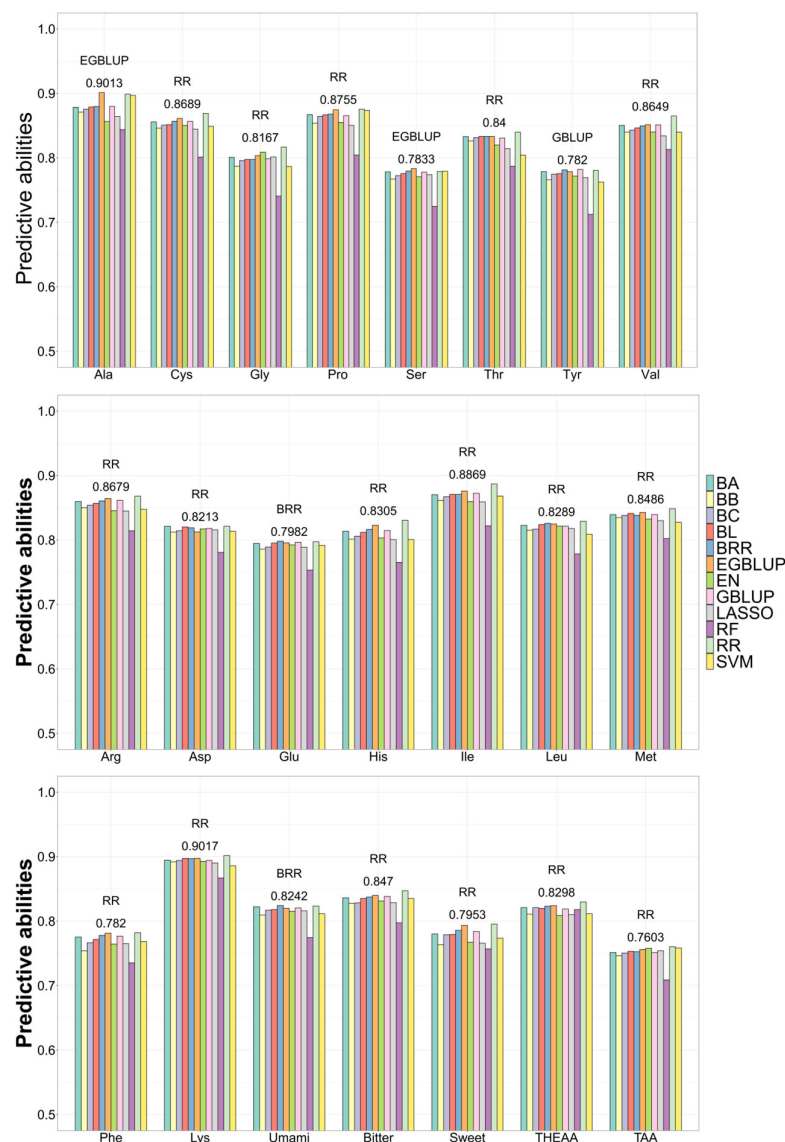 Predictive abilities
1.0
0.9
0.8
0.7
0.6
0.5
EGBLUP
0.9013
RR
0.8689
RR
0.8167
RR
0.8755
EGBLUP
0.7833
RR
0.84
GBLUP
0.782
RR
0.8649
Ala Cys Gly Pro Ser Thr Tyr Val
Predictive abilities
1.0
0.9
0.8
0.7
0.6
0.5
RR
0.8679
RR
0.8213
BRR
0.7982
RR
0.8305
RR
0.8869
RR
0.8289
RR
0.8486
Arg Asp Glu His Ile Leu Met
BA
BB
BC
BL
BRR
EGBLUP
EN
GBLUP
LASSO
RF
RR
SVM
Predictive abilities
1.0
0.9
0.8
0.7
0.6
0.5
RR
0.782
RR
0.9017
BRR
0.8242
RR
0.847
RR
0.7953
RR
0.8298
RR
0.7603
Phe Lys Umami Bitter Sweet THEAA TAA